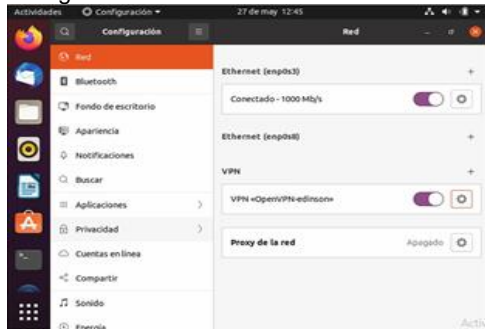 Actividades Configuración 27 de may 12:45
Configuración Red
Red
Bluetooth
Fondo de escritorio
Apariencia
Notificaciones
Buscar
Aplicaciones
Privacidad
Cuentas en línea
Compartir
Sonido
Energía
Ethernet (enp0s3)
Conectado - 1000 Mb/s
Ethernet (enp0s8)
VPN
VPN «OpenVPN-edinson»
Proxy de la red Apagado
Activ